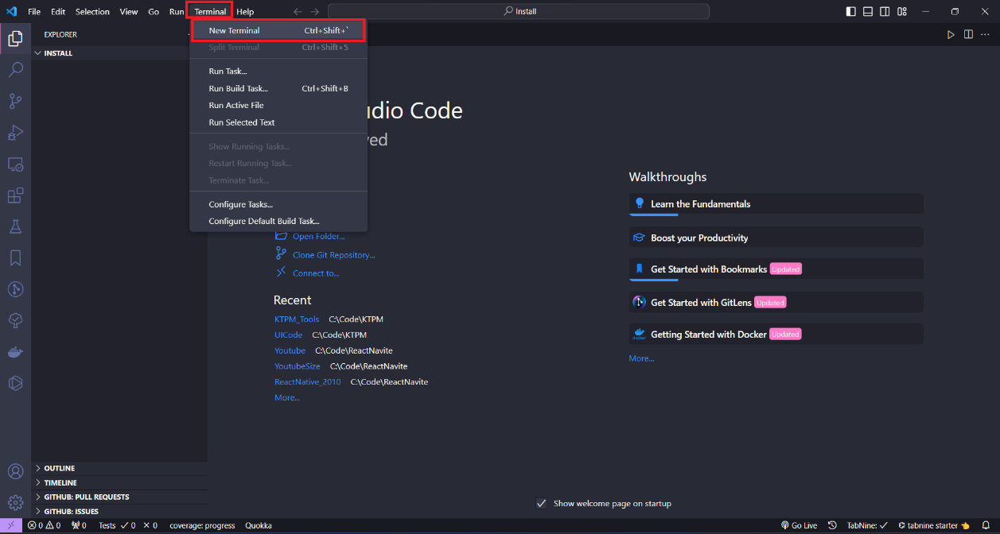 File Edit Selection View Go Run Terminal Help
Install
EXPLORER
INSTALL
New Terminal Ctrl+Shift+`
Split Terminal Ctrl+Shift+5
Run Task...
Run Build Task... Ctrl+Shift+B
Run Active File
Run Selected Text
Show Running Tasks...
Restart Running Task...
Terminate Task...
Configure Tasks...
Configure Default Build Task...
udio Code
ved
Open Folder...
Clone Git Repository...
Connect to...
Recent
KTPM_Tools C:\Code\KTPM
UICode C:\Code\KTPM
Youtube C:\Code\ReactNavite
YoutubeSize C:\Code\ReactNavite
ReactNative_2010 C:\Code\ReactNavite
More...
Walkthroughs
Learn the Fundamentals
Boost your Productivity
Get Started with Bookmarks Updated
Get Started with GitLens Updated
Getting Started with Docker Updated
More...
Show welcome page on startup
OUTLINE
TIMELINE
GITHUB: PULL REQUESTS
GITHUB: ISSUES
0 0 0 Tests 0 0 coverage: progress Quokka Go Live TabNine: tabnine starter